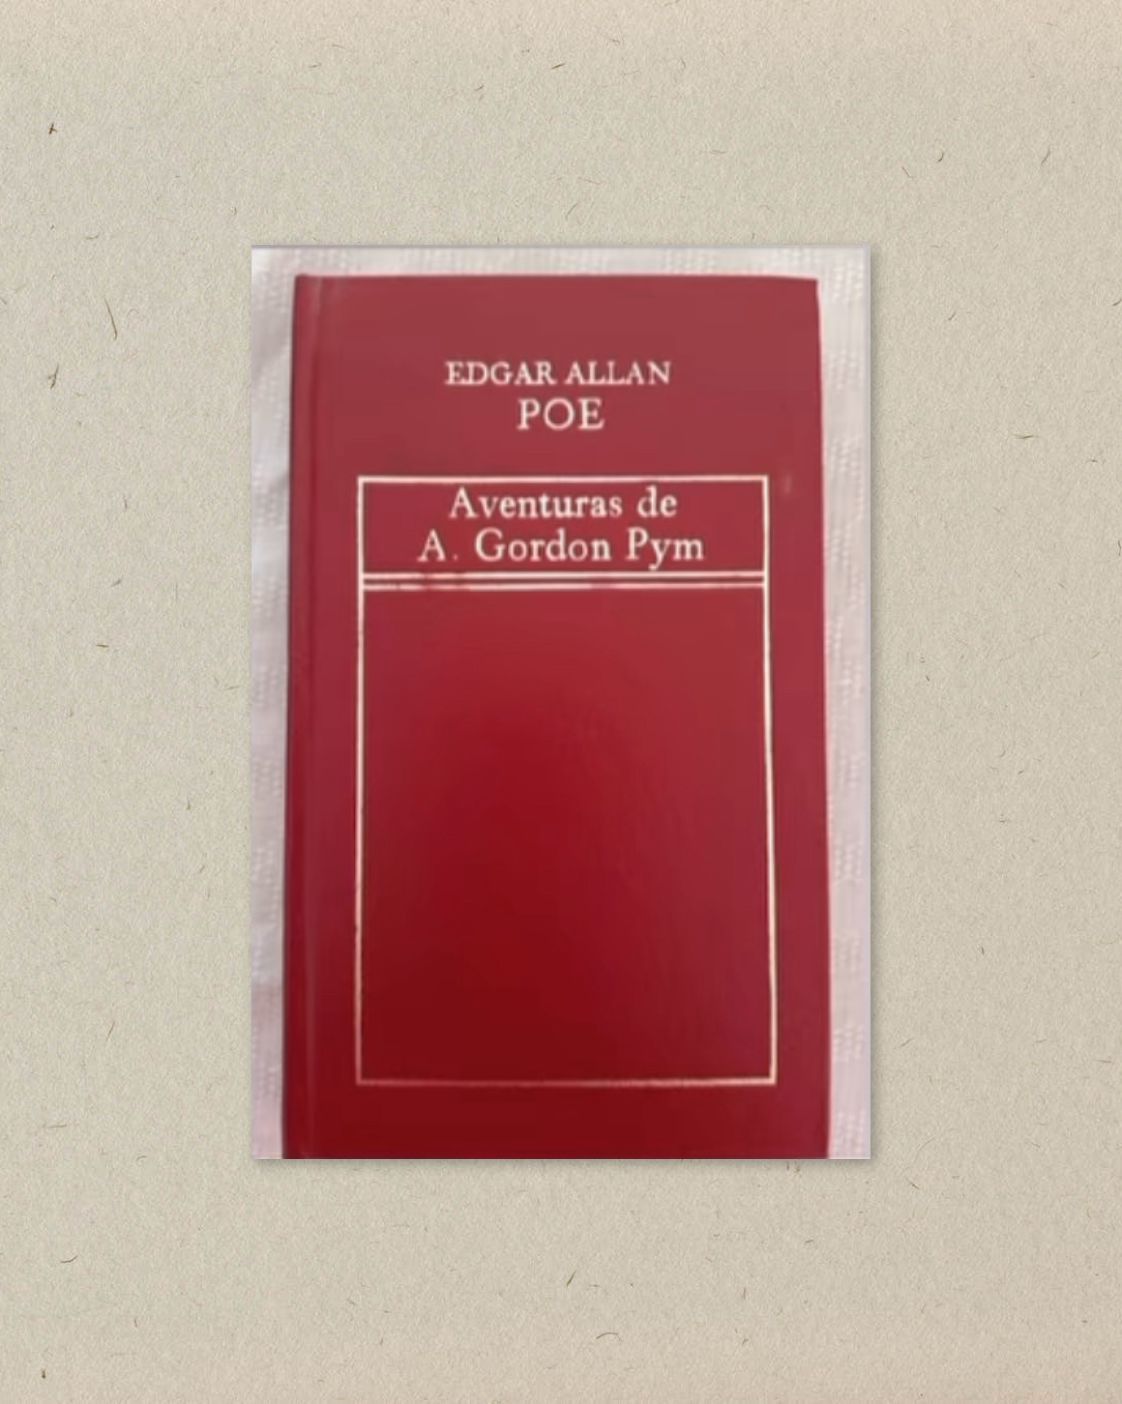 EDGAR ALLAN
POE
Aventuras de
A. Gordon Pym